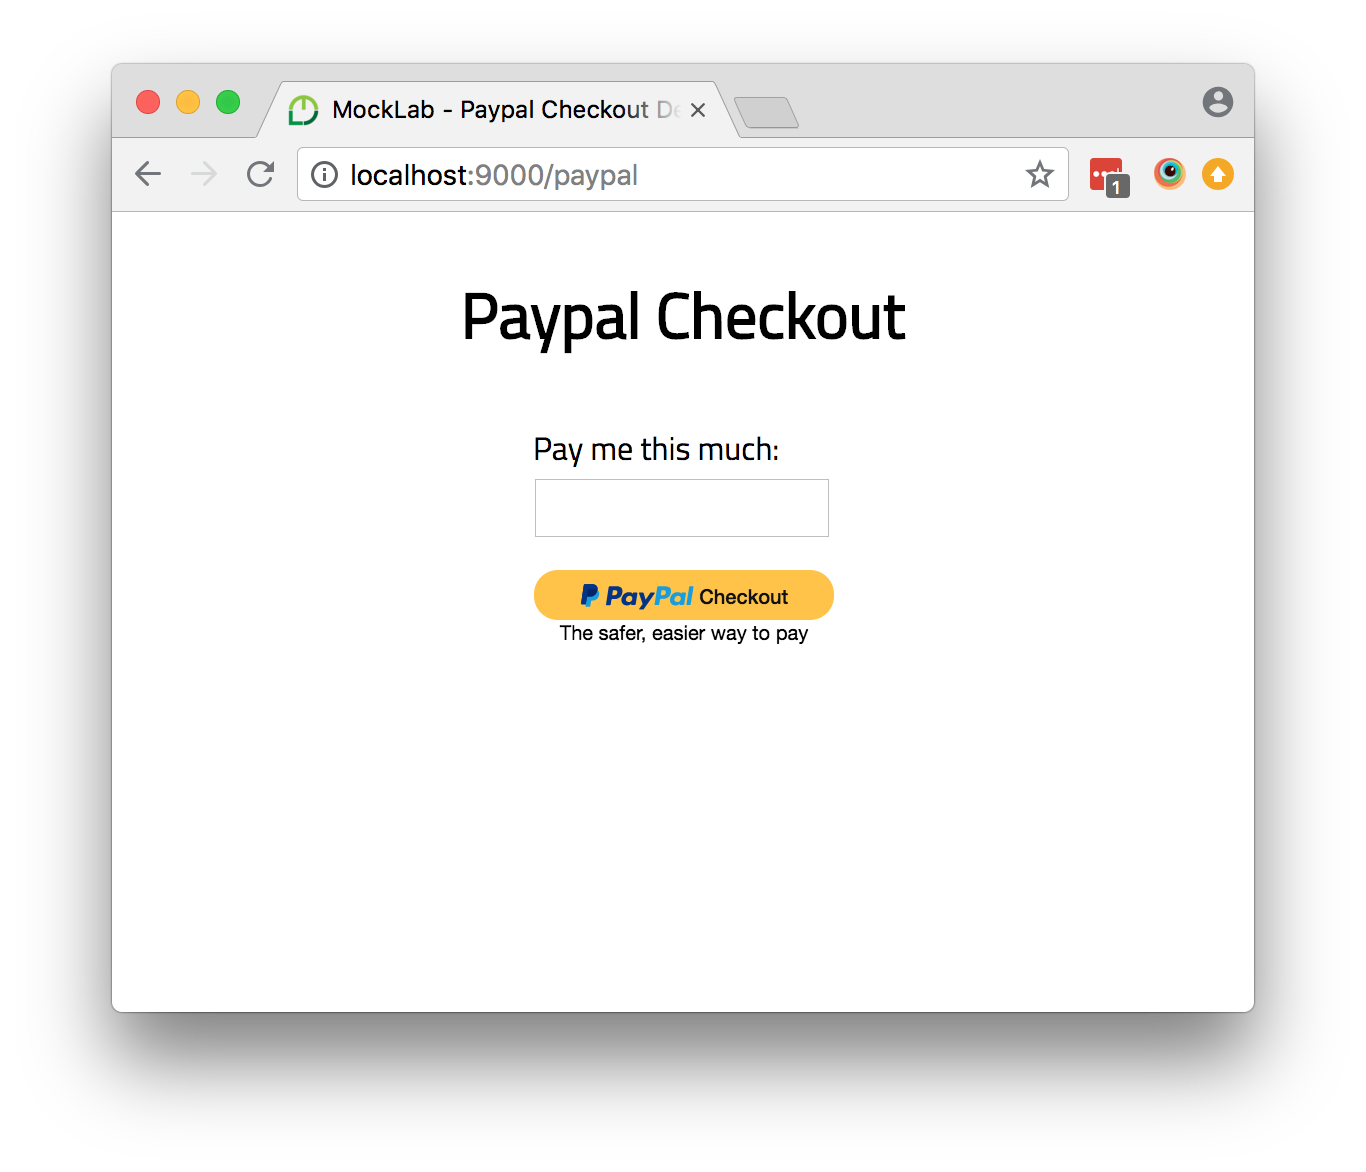 MockLab - Paypal Checkout De
localhost:9000/paypal
1
Paypal Checkout
Pay me this much:
PayPal Checkout
The safer, easier way to pay